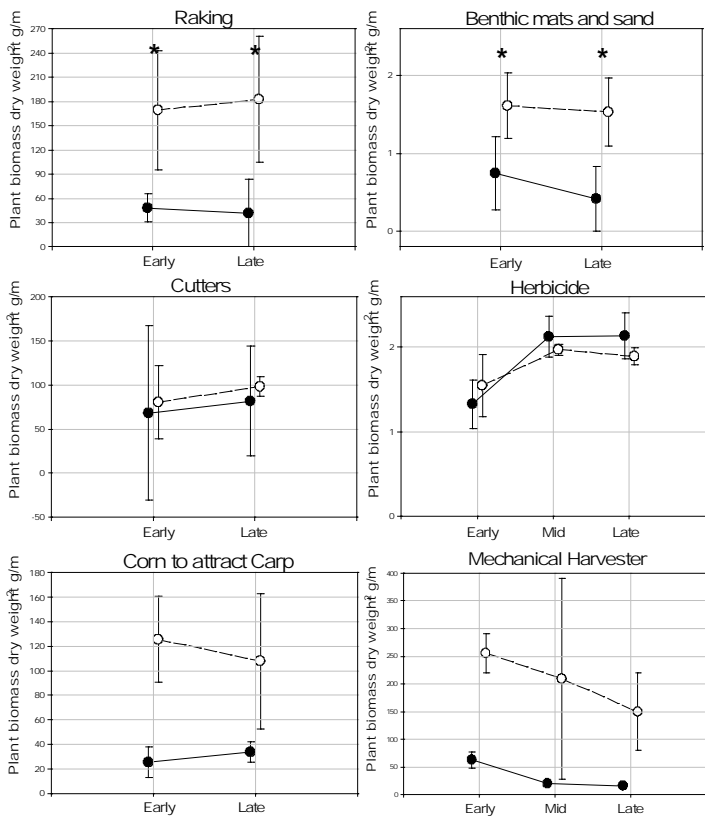 Raking
Plant biomass dry weight g/m²
270
240
210
180
150
120
90
60
30
0
*
*
Early Late
Benthic mats and sand
Plant biomass dry weight g/m²
2
1
0
*
*
Early Late
Cutters
Plant biomass dry weight g/m²
200
150
100
50
0
-50
Early Late
Herbicide
Plant biomass dry weight g/m²
2
1
0
Early Mid Late
Corn to attract Carp
Plant biomass dry weight g/m²
180
160
140
120
100
80
60
40
20
0
Early Late
Mechanical Harvester
Plant biomass dry weight g/m²
400
350
300
250
200
150
100
50
0
Early Mid Late